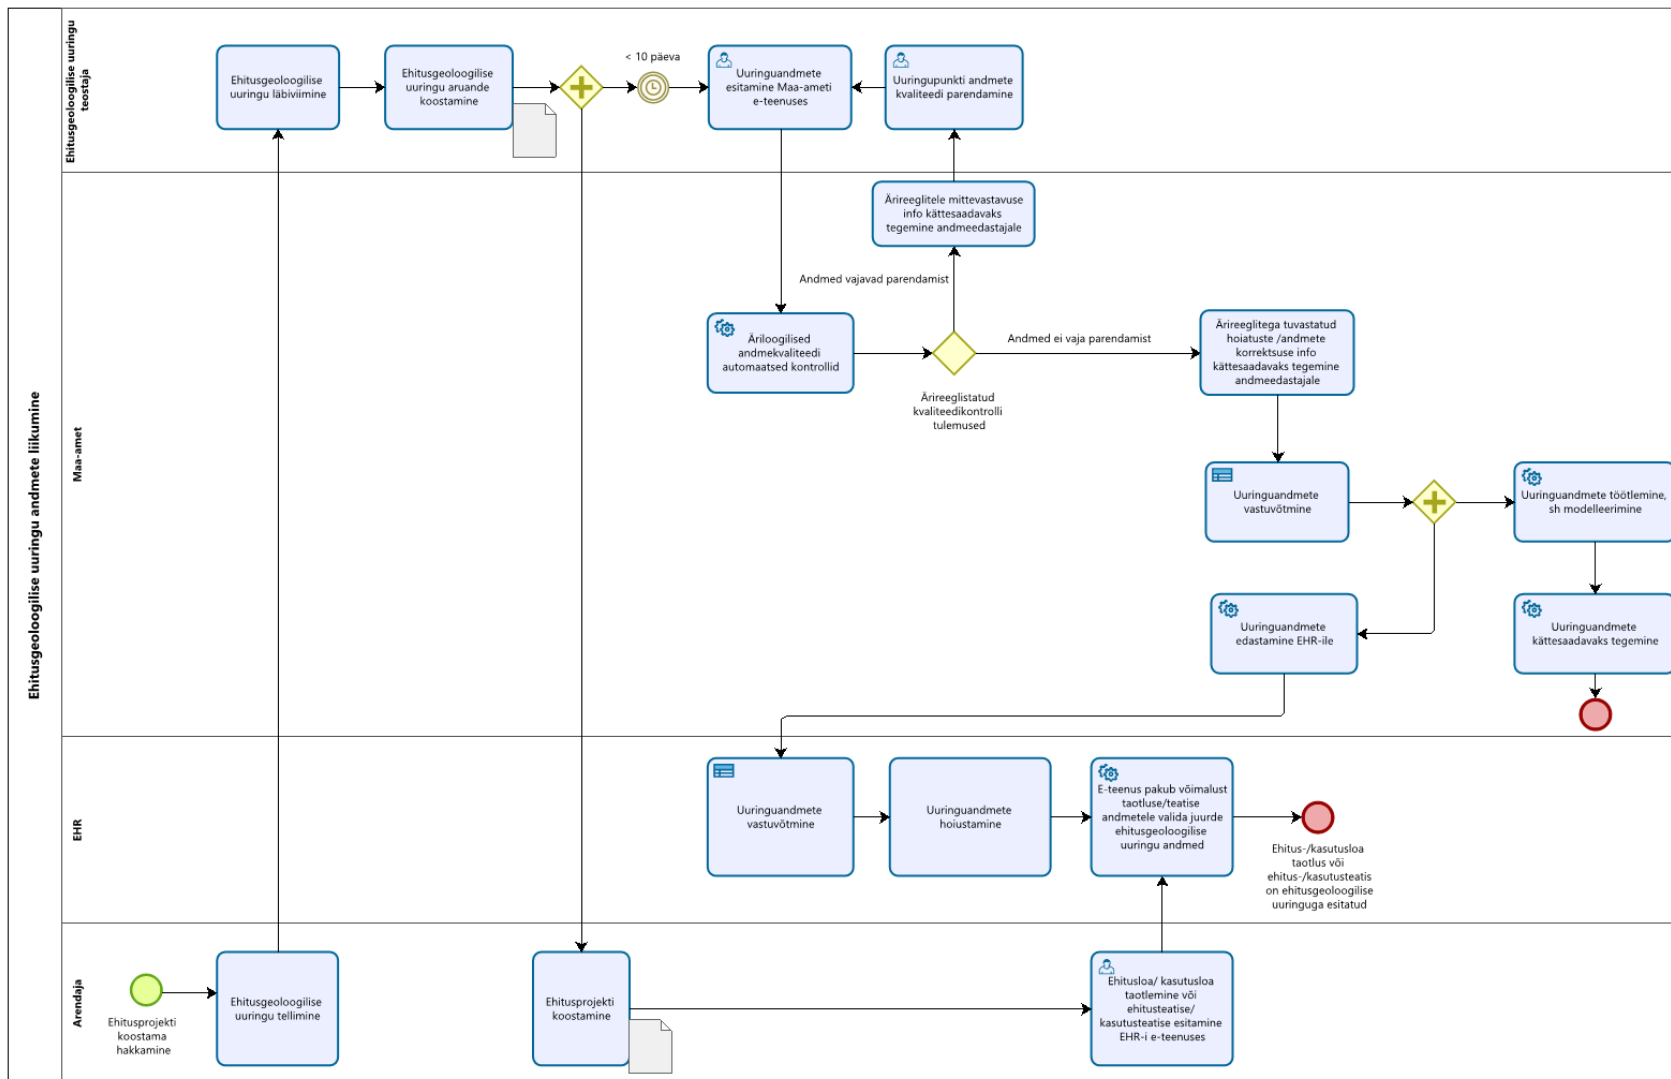 Ehitusgeoloogilise uuringu andmete liikumine
Ehitusgeoloogilise uuringu
teostaja
Ehitusgeoloogilise
uuringu läbiviimine
Ehitusgeoloogilise
uuringu aruande
koostamine
< 10 päeva
Uuringuandmete
esitamine Maa-ameti
e-teenuses
Uuringupunkti andmete
kvaliteedi parendamine
Maa-amet
Ärireeglitele mittevastavuse
info kättesaadavaks
tegemine andmeedastajale
Andmed vajavad parendamist
Äriloogilised
andmekvaliteedi
automaatsed kontrollid
Ärireeglistatud
kvaliteedikontrolli
tulemused
Andmed ei vaja parendamist
Ärireeglitega tuvastatud
hoiatuste /andmete
korrektsuse info
kättesaadavaks tegemine
andmeedastajale
Uuringuandmete
vastuvõtmine
Uuringuandmete töötlemine,
sh modelleerimine
Uuringuandmete
edastamine EHR-ile
Uuringuandmete
kättesaadavaks tegemine
EHR
Uuringuandmete
vastuvõtmine
Uuringuandmete
hoiustamine
E-teenus pakub võimalust
taotluse/teatise
andmetele valida juurde
ehitusgeoloogilise
uuringu andmed
Ehitus-/kasutusloa
taotlus või
ehitus-/kasutusteatis
on ehitusgeoloogilise
uuringuga esitatud
Arendaja
Ehitusprojekti
koostama
hakkamine
Ehitusgeoloogilise
uuringu tellimine
Ehitusprojekti
koostamine
Ehitusloa/ kasutusloa
taotlemine või
ehitusteatise/
kasutusteatise esitamine
EHR-i e-teenuses